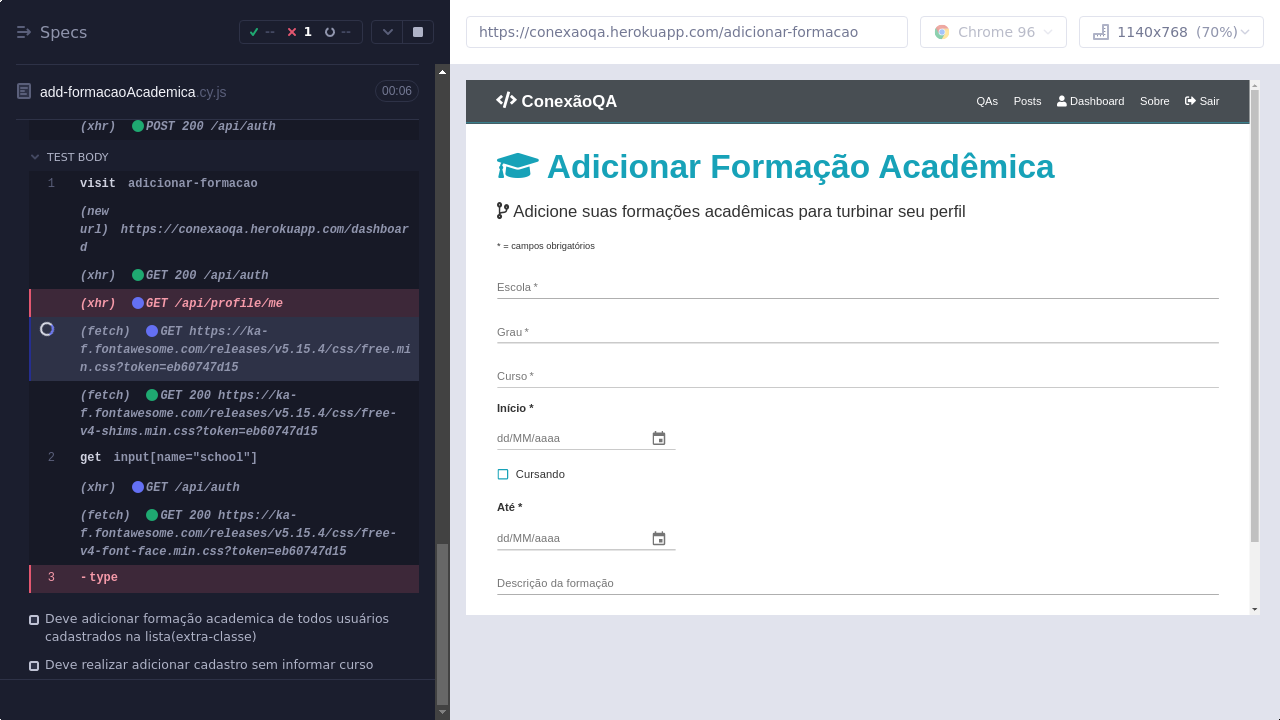 Specs
--
1
--
https://conexaoqa.herokuapp.com/adicionar-formacao
Chrome 96
1140x768 (70%)
add-formacaoAcademica.cy.js
00:06
(xhr) POST 200 /api/auth
TEST BODY
1 visit adicionar-formacao
(new
url) https://conexaoqa.herokuapp.com/dashboar
d
(xhr) GET 200 /api/auth
(xhr) GET /api/profile/me
(fetch) GET https://ka-
f.fontawesome.com/releases/v5.15.4/css/free.mi
n.css?token=eb60747d15
(fetch) GET 200 https://ka-
f.fontawesome.com/releases/v5.15.4/css/free-
v4-shims.min.css?token=eb60747d15
2 get input[name="school"]
(xhr) GET /api/auth
(fetch) GET 200 https://ka-
f.fontawesome.com/releases/v5.15.4/css/free-
v4-font-face.min.css?token=eb60747d15
3 -type
Deve adicionar formação academica de todos usuários
cadastrados na lista(extra-classe)
Deve realizar adicionar cadastro sem informar curso
ConexãoQA
QAs
Posts
Dashboard
Sobre
Sair
Adicionar Formação Acadêmica
Adicione suas formações acadêmicas para turbinar seu perfil
* = campos obrigatórios
Escola *
Grau *
Curso *
Início *
dd/MM/aaaa
Cursando
Até *
dd/MM/aaaa
Descrição da formação